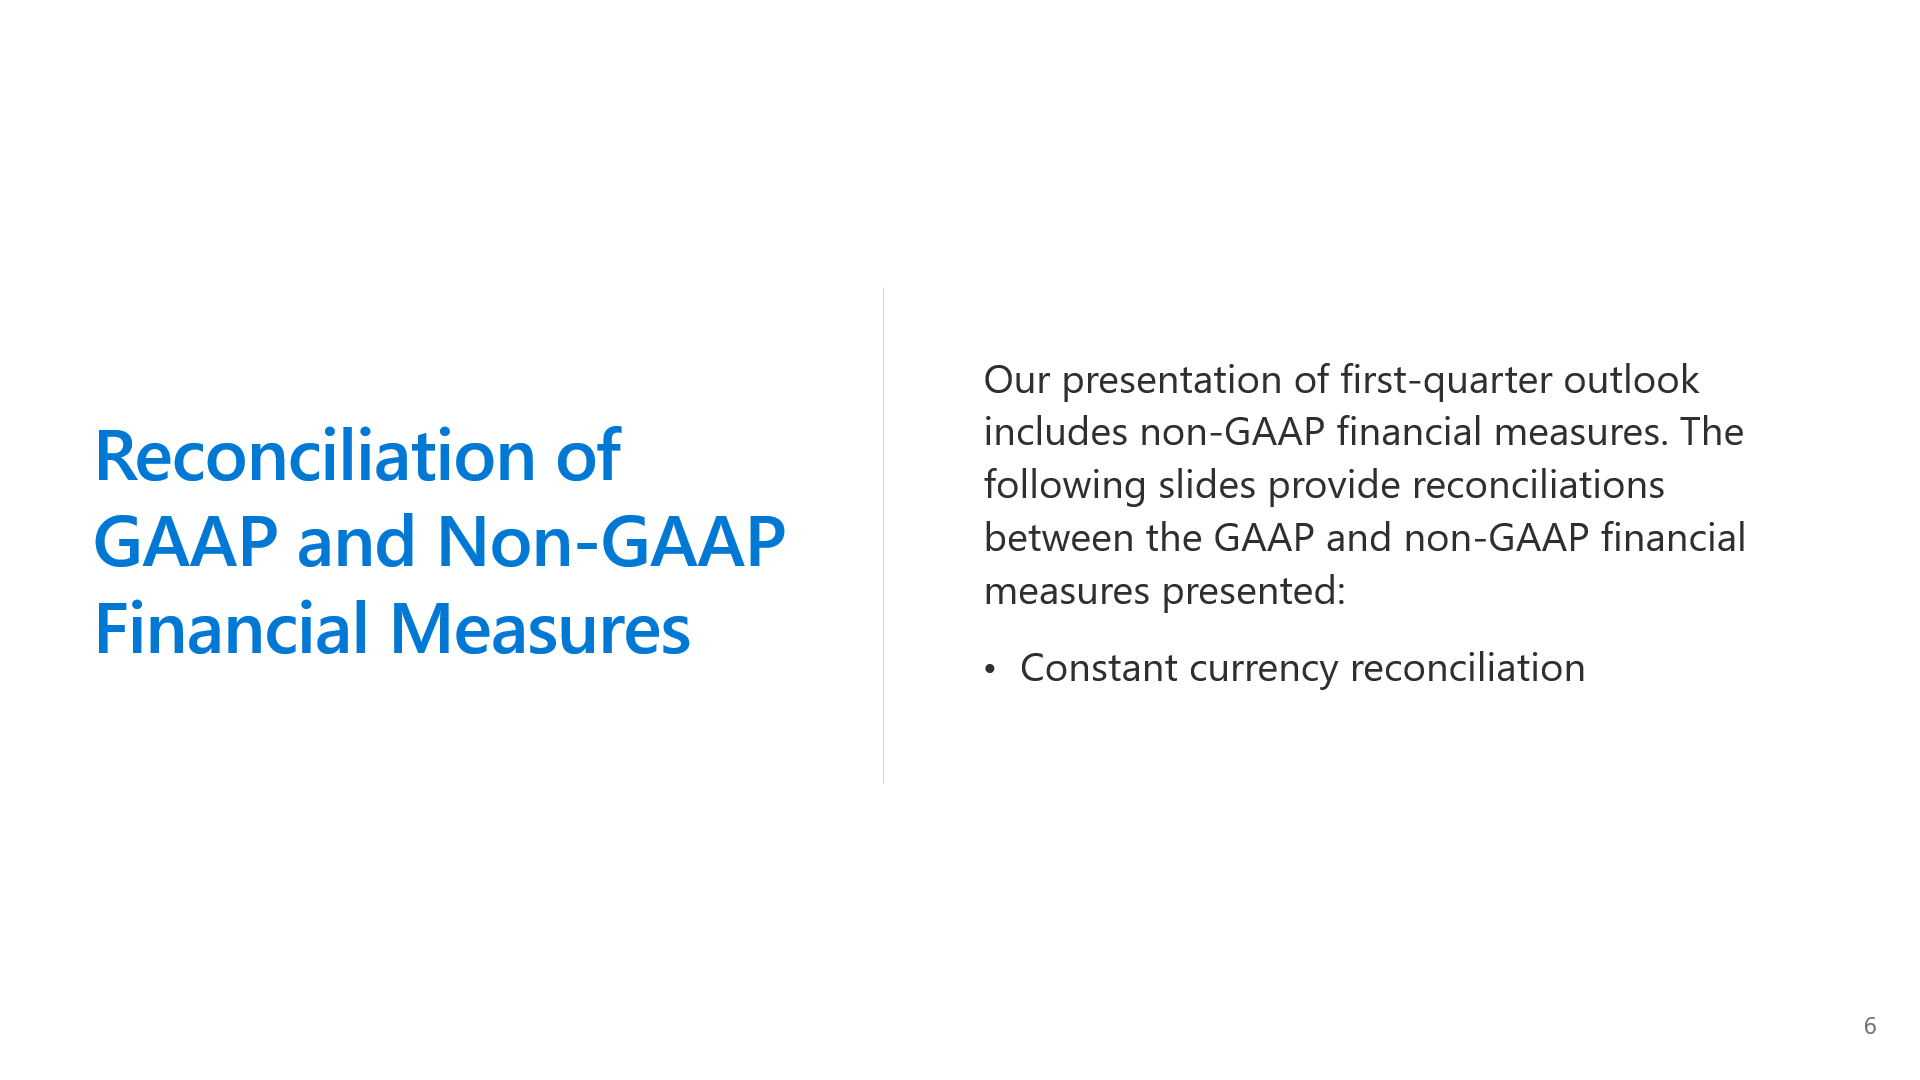 Reconciliation of
GAAP and Non-GAAP
Financial Measures
Our presentation of first-quarter outlook
includes non-GAAP financial measures. The
following slides provide reconciliations
between the GAAP and non-GAAP financial
measures presented:
• Constant currency reconciliation
6